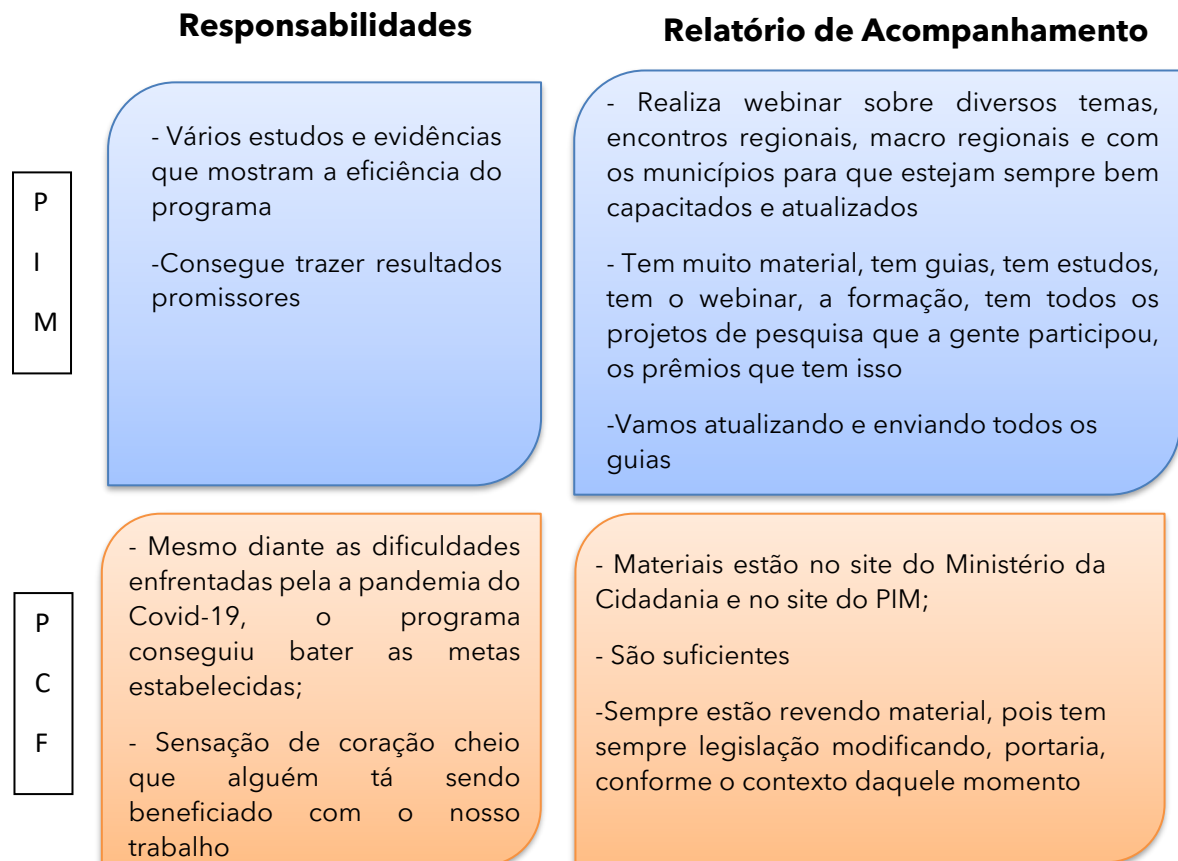 Responsabilidades
Relatório de Acompanhamento
P
I
M
- Vários estudos e evidências
que mostram a eficiência do
programa
-Consegue trazer resultados
promissores
- Realiza webinar sobre diversos temas,
encontros regionais, macro regionais e com
os municípios para que estejam sempre bem
capacitados e atualizados
- Tem muito material, tem guias, tem estudos,
tem o webinar, a formação, tem todos os
projetos de pesquisa que a gente participou,
os prêmios que tem isso
-Vamos atualizando e enviando todos os
guias
P
C
F
- Mesmo diante as dificuldades
enfrentadas pela a pandemia do
Covid-19, o programa
conseguiu bater as metas
estabelecidas;
- Sensação de coração cheio
que alguém tá sendo
beneficiado com o nosso
trabalho
- Materiais estão no site do Ministério da
Cidadania e no site do PIM;
- São suficientes
-Sempre estão revendo material, pois tem
sempre legislação modificando, portaria,
conforme o contexto daquele momento